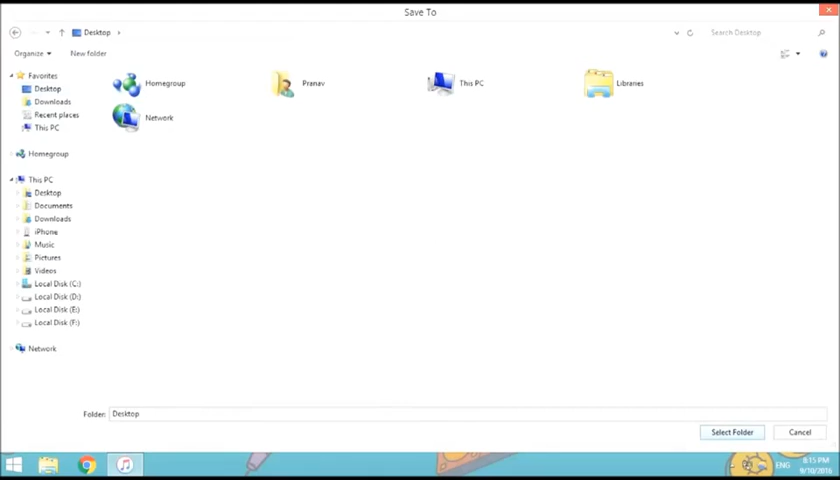 Save To
Desktop
Search Desktop
Organize
New folder
Favorites
Desktop
Downloads
Recent places
This PC
Homegroup
This PC
Desktop
Documents
Downloads
iPhone
Music
Pictures
Videos
Local Disk (C:)
Local Disk (D:)
Local Disk (E:)
Local Disk (F:)
Network
Homegroup
Pranav
This PC
Libraries
Network
Folder: Desktop
Select Folder
Cancel
ENG
8:15 PM
9/10/2016